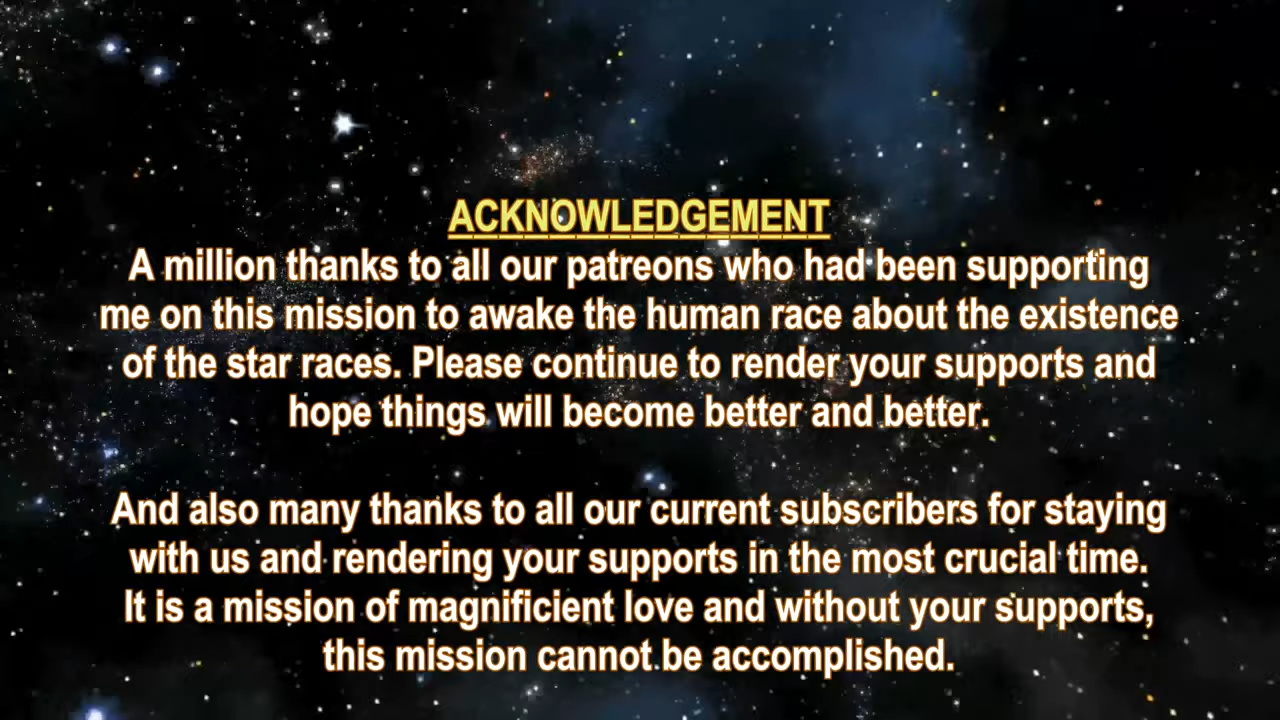 ACKNOWLEDGEMENT
A million thanks to all our patreons who had been supporting
me on this mission to awake the human race about the existence
of the star races. Please continue to render your supports and
hope things will become better and better.
And also many thanks to all our current subscribers for staying
with us and rendering your supports in the most crucial time.
It is a mission of magnificient love and without your supports,
this mission cannot be accomplished.